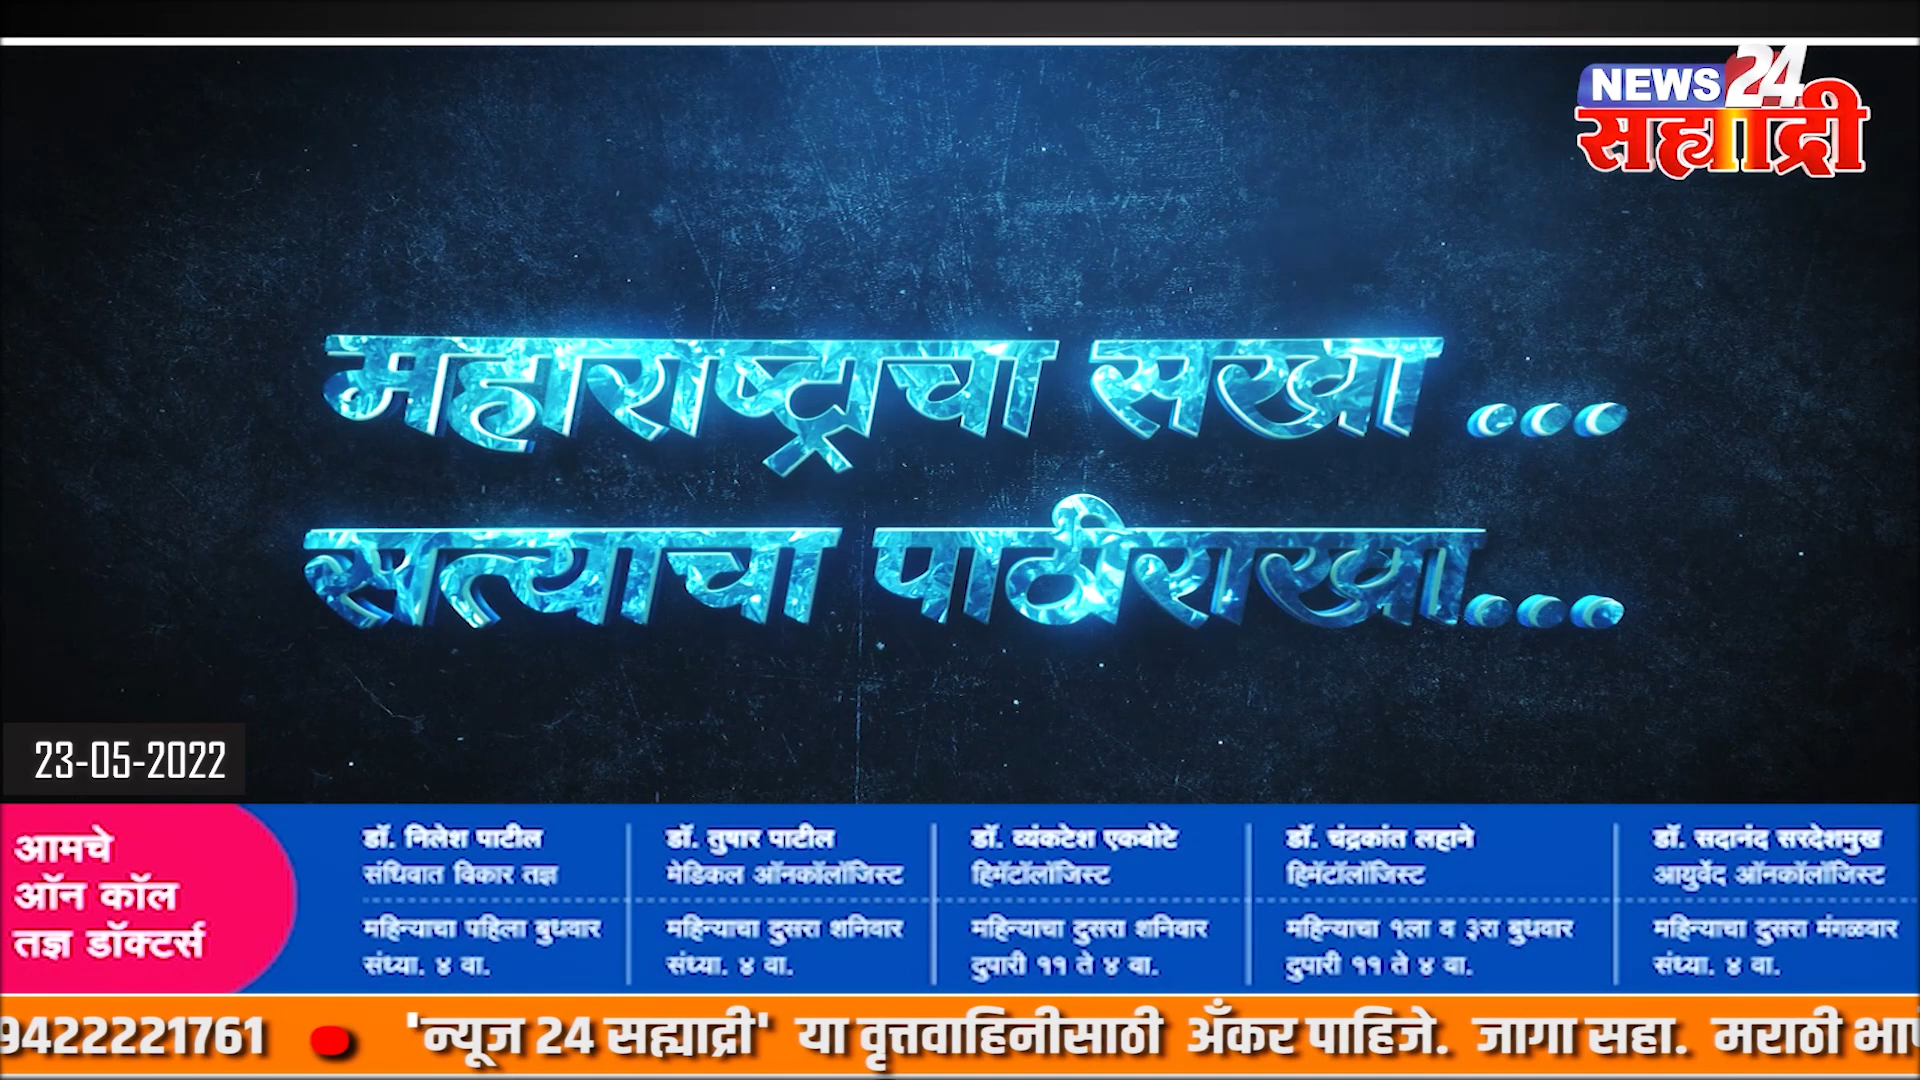 NEWS 24
सह्याद्री
महाराष्ट्राचा सखा ...
सत्याचा पाठीराखा...
23-05-2022
आमचे
ऑन कॉल
तज्ञ डॉक्टर्स
डॉ. निलेश पाटील
संधिवात विकार तज्ञ
महिन्याचा पहिला बुधवार
संध्या. ४ वा.
डॉ. तुषार पाटील
मेडिकल ऑनकॉलॉजिस्ट
महिन्याचा दुसरा शनिवार
संध्या. ४ वा.
डॉ. व्यंकटेश एकबोटे
हिमॅटॉलॉजिस्ट
महिन्याचा दुसरा शनिवार
दुपारी ११ ते ४ वा.
डॉ. चंद्रकांत लहाने
हिमॅटॉलॉजिस्ट
महिन्याचा १ला व ३रा बुधवार
दुपारी ११ ते ४ वा.
डॉ. सदानंद सरदेशमुख
आयुर्वेद ऑनकॉलॉजिस्ट
महिन्याचा दुसरा मंगळवार
संध्या. ४ वा.
9422221761 ● 'न्यूज 24 सह्याद्री' या वृत्तवाहिनीसाठी अँकर पाहिजे. जागा सहा. मराठी